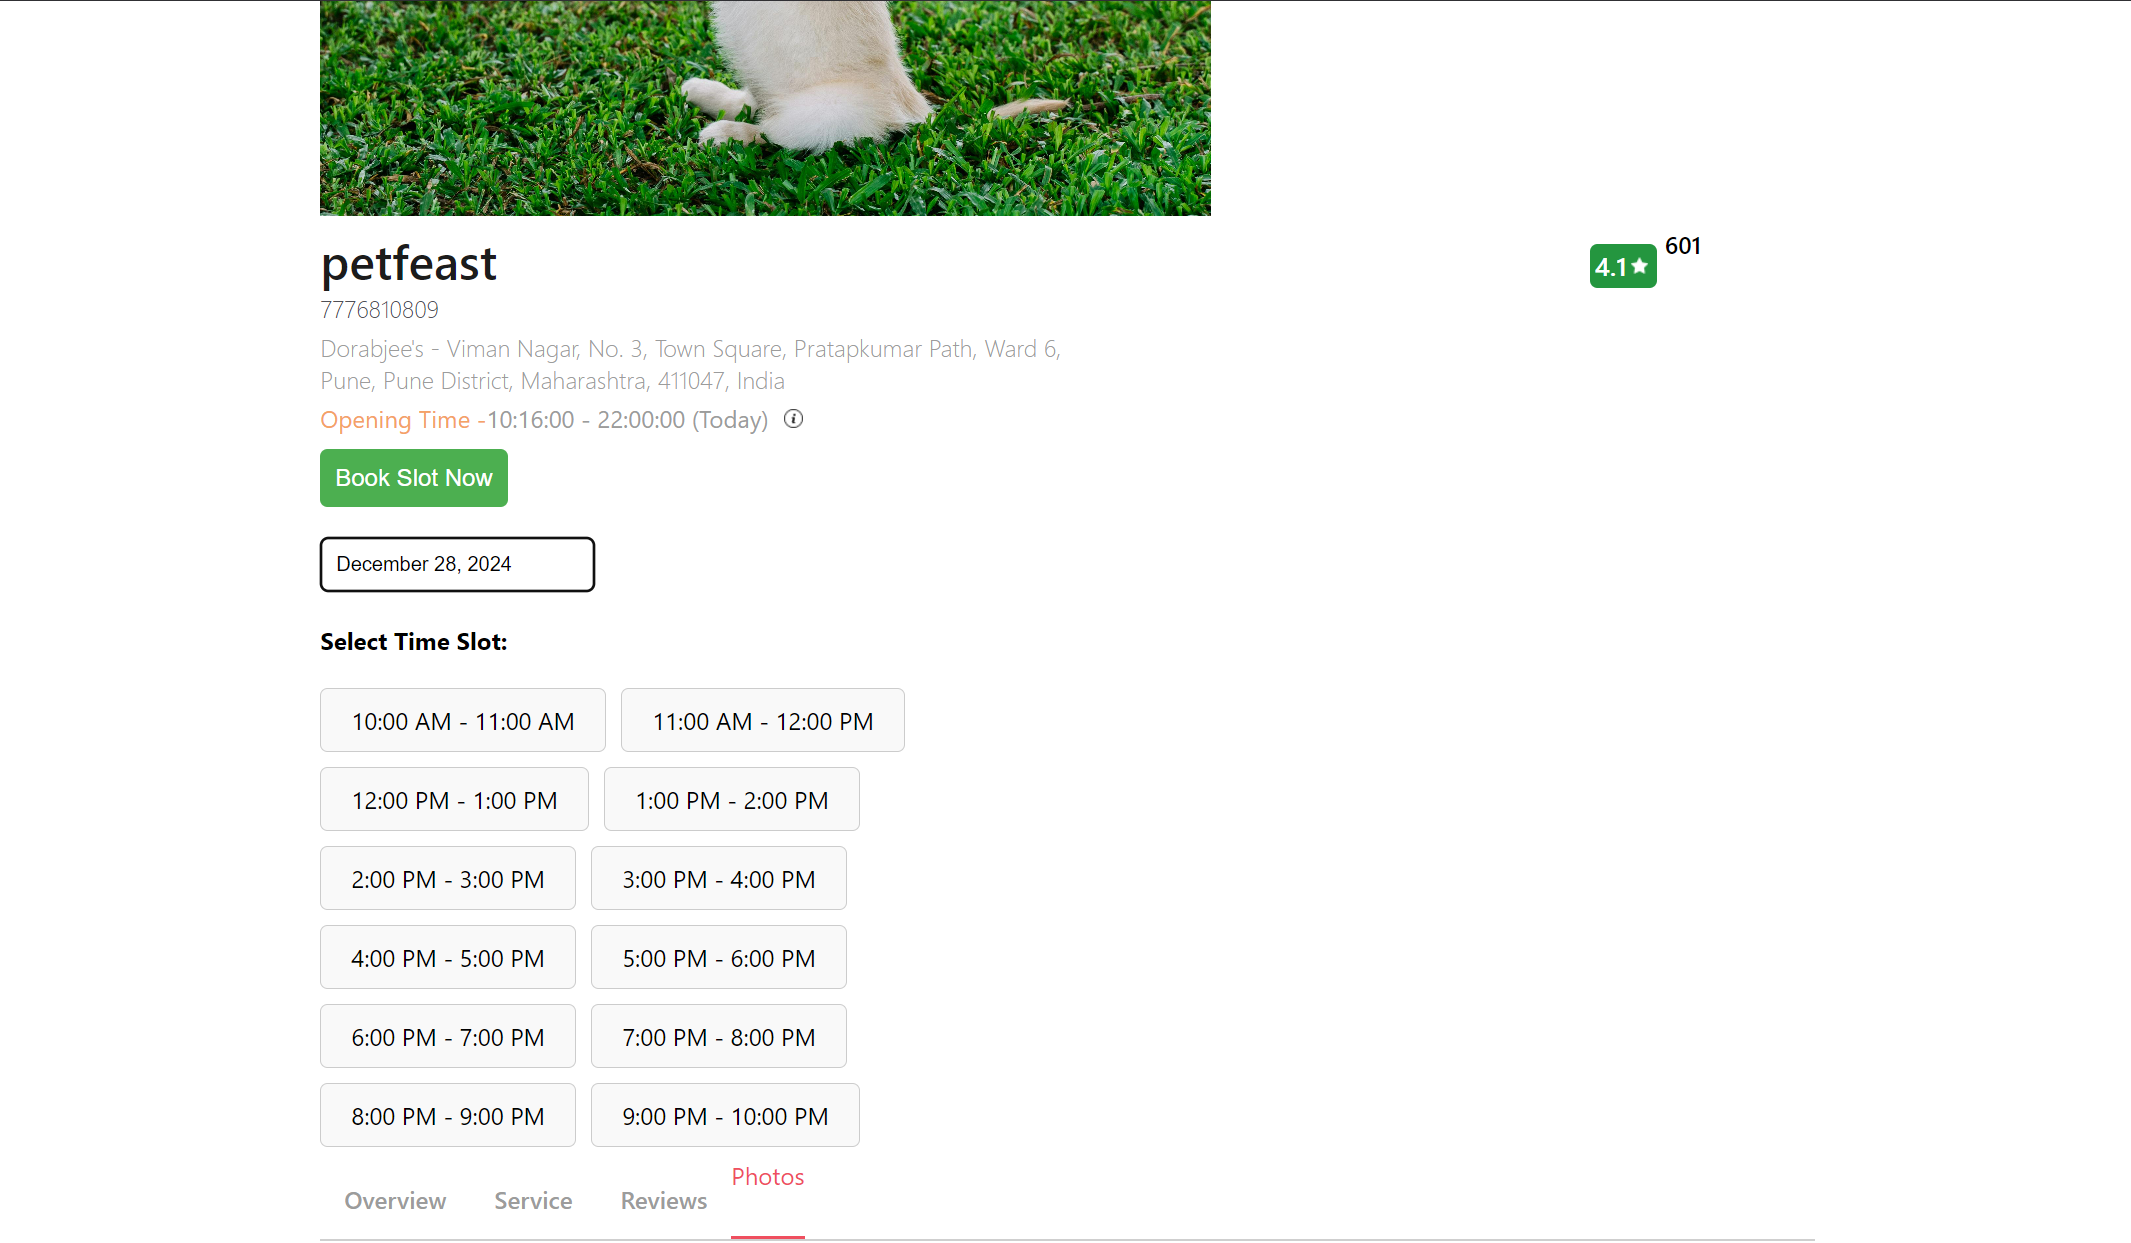 petfeast
4.1★ 601
7776810809
Dorabjee's - Viman Nagar, No. 3, Town Square, Pratapkumar Path, Ward 6,
Pune, Pune District, Maharashtra, 411047, India
Opening Time -10:16:00 - 22:00:00 (Today)
Book Slot Now
December 28, 2024
Select Time Slot:
10:00 AM - 11:00 AM 11:00 AM - 12:00 PM
12:00 PM - 1:00 PM 1:00 PM - 2:00 PM
2:00 PM - 3:00 PM 3:00 PM - 4:00 PM
4:00 PM - 5:00 PM 5:00 PM - 6:00 PM
6:00 PM - 7:00 PM 7:00 PM - 8:00 PM
8:00 PM - 9:00 PM 9:00 PM - 10:00 PM
Overview Service Reviews Photos